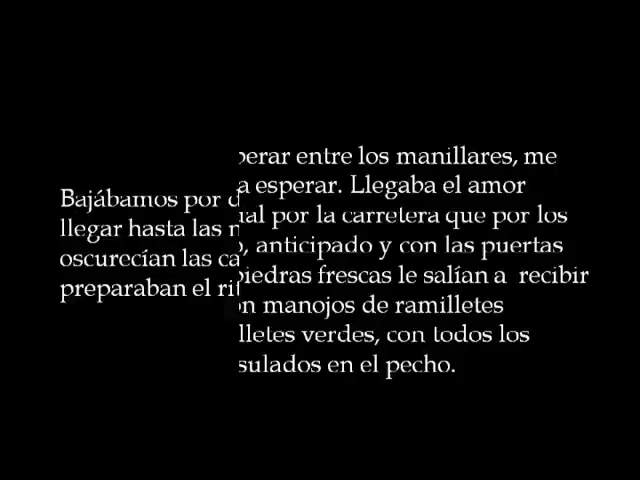 Bajábamos por d
llegar hasta las
oscurecían las ca
preparaban el rit
perar entre los manillares, me
a esperar. Llegaba el amor
ual por la carretera que por los
o, anticipado y con las puertas
piedras frescas le salían a recibir
on manojos de ramilletes
lletes verdes, con todos los
sulados en el pecho.